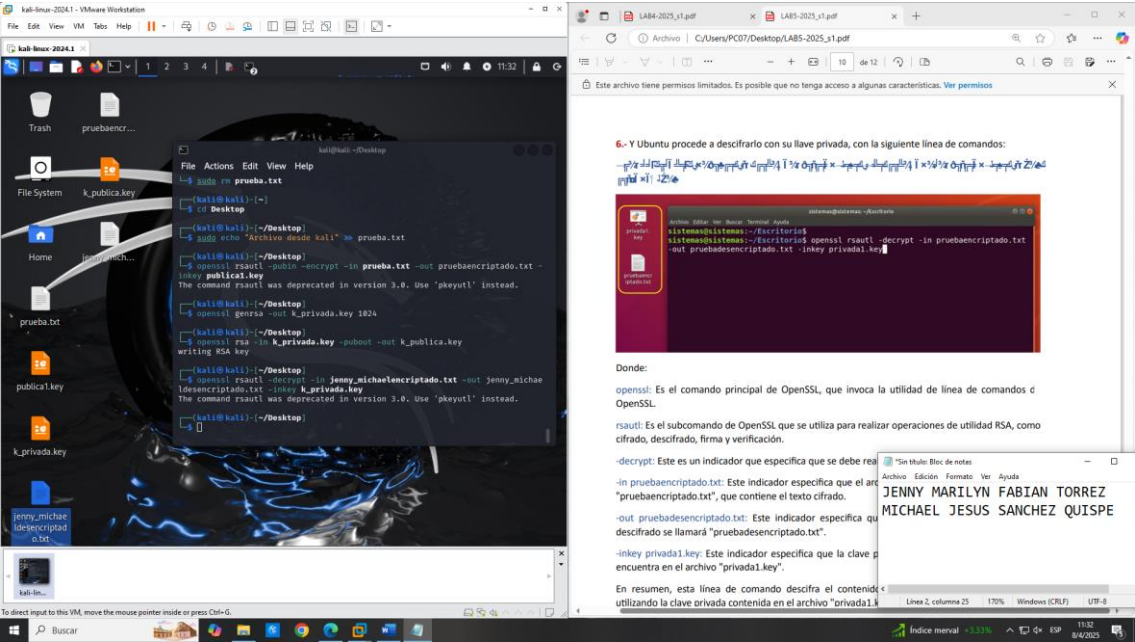 kali-linux-2024.1 - VMware Workstation
File Edit View VM Tabs Help
kali-linux-2024.1
1 2 3 4
11:32
Trash
pruebaencr...
File System
k_publica.key
Home
prueba.txt
publica1.key
k_privada.key
jenny_michae
ldesencriptad
o.txt
kali@kali: ~/Desktop
File Actions Edit View Help
$ sudo rm prueba.txt
(kali㉿kali)-[~]
$ cd Desktop
(kali㉿kali)-[~/Desktop]
$ sudo echo "Archivo desde kali" >> prueba.txt
(kali㉿kali)-[~/Desktop]
$ openssl rsautl -pubin -encrypt -in prueba.txt -out pruebaencriptado.txt -
inkey publica1.key
The command rsautl was deprecated in version 3.0. Use 'pkeyutl' instead.
(kali㉿kali)-[~/Desktop]
$ openssl genrsa -out k_privada.key 1024
(kali㉿kali)-[~/Desktop]
$ openssl rsa -in k_privada.key -pubout -out k_publica.key
writing RSA key
(kali㉿kali)-[~/Desktop]
$ openssl rsautl -decrypt -in jenny_michaelencriptado.txt -out jenny_michae
ldesencriptado.txt -inkey k_privada.key
The command rsautl was deprecated in version 3.0. Use 'pkeyutl' instead.
(kali㉿kali)-[~/Desktop]
$
kali-lin...
To direct input to this VM, move the mouse pointer inside or press Ctrl+G.
LAB4-2025_s1.pdf
LAB5-2025_s1.pdf
Archivo C:/Users/PC07/Desktop/LAB5-2025_s1.pdf
10 de 12
Este archivo tiene permisos limitados. Es posible que no tenga acceso a algunas características. Ver permisos
6.- Y Ubuntu procede a descifrarlo con su llave privada, con la siguiente línea de comandos:
sistemas@sistemas: ~/Escritorio
Archivo Editar Ver Buscar Terminal Ayuda
sistemas@sistemas:~/Escritorio$
sistemas@sistemas:~/Escritorio$ openssl rsautl -decrypt -in pruebaencriptado.txt
-out pruebadesencriptado.txt -inkey privada1.key
privada1.
key
pruebaencr
iptado.txt
Donde:
openssl: Es el comando principal de OpenSSL, que invoca la utilidad de línea de comandos d
OpenSSL.
rsautl: Es el subcomando de OpenSSL que se utiliza para realizar operaciones de utilidad RSA, como
cifrado, descifrado, firma y verificación.
-decrypt: Este es un indicador que especifica que se debe rea
-in pruebaencriptado.txt: Este indicador especifica que el arc
"pruebaencriptado.txt", que contiene el texto cifrado.
-out pruebadesencriptado.txt: Este indicador especifica qu
descifrado se llamará "pruebadesencriptado.txt".
-inkey privada1.key: Este indicador especifica que la clave p
encuentra en el archivo "privada1.key".
En resumen, esta línea de comando descifra el contenido
utilizando la clave privada contenida en el archivo "privada1.k
*Sin título: Bloc de notas
Archivo Edición Formato Ver Ayuda
JENNY MARILYN FABIAN TORREZ
MICHAEL JESUS SANCHEZ QUISPE
Línea 2, columna 25 170% Windows (CRLF) UTF-8
Buscar
Índice merval +3,33% ESP 11:32
8/4/2025